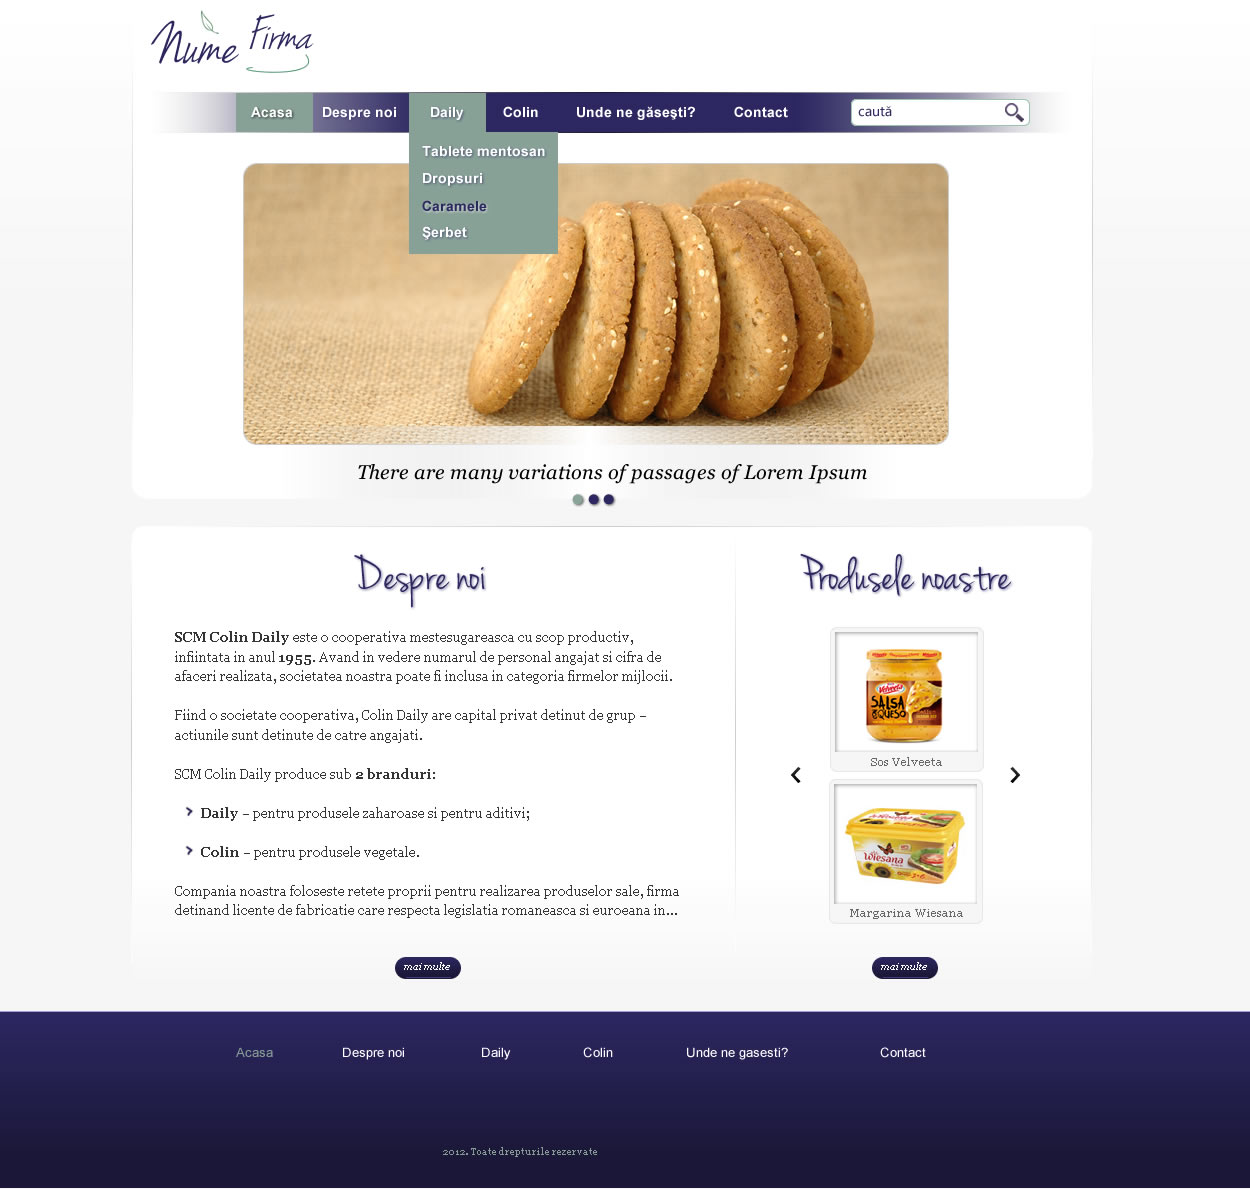 Nume Firma
Acasa Despre noi Daily Colin Unde ne găseşti? Contact caută
Tablete mentosan
Dropsuri
Caramele
Şerbet
There are many variations of passages of Lorem Ipsum
Despre noi
Produsele noastre
SCM Colin Daily este o cooperativa mestesugareasca cu scop productiv,
infiintata in anul 1955. Avand in vedere numarul de personal angajat si cifra de
afaceri realizata, societatea noastra poate fi inclusa in categoria firmelor mijlocii.
Fiind o societate cooperativa, Colin Daily are capital privat detinut de grup –
actiunile sunt detinute de catre angajati.
SCM Colin Daily produce sub 2 branduri:
Daily – pentru produsele zaharoase si pentru aditivi;
Colin – pentru produsele vegetale.
Compania noastra foloseste retete proprii pentru realizarea produselor sale, firma
detinand licente de fabricatie care respecta legislatia romaneasca si euroeana in...
mai multe
Velveeta
SALSA
QUESO
Sos Velveeta
Wiesana
Margarina Wiesana
mai multe
Acasa Despre noi Daily Colin Unde ne gasesti? Contact
2012. Toate drepturile rezervate